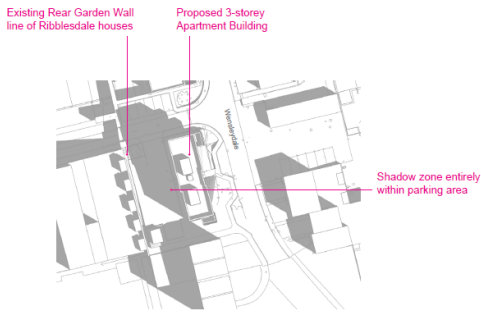 Existing Rear Garden Wall
line of Ribblesdale houses
Proposed 3-storey
Apartment Building
Wensleydale
Shadow zone entirely
within parking area